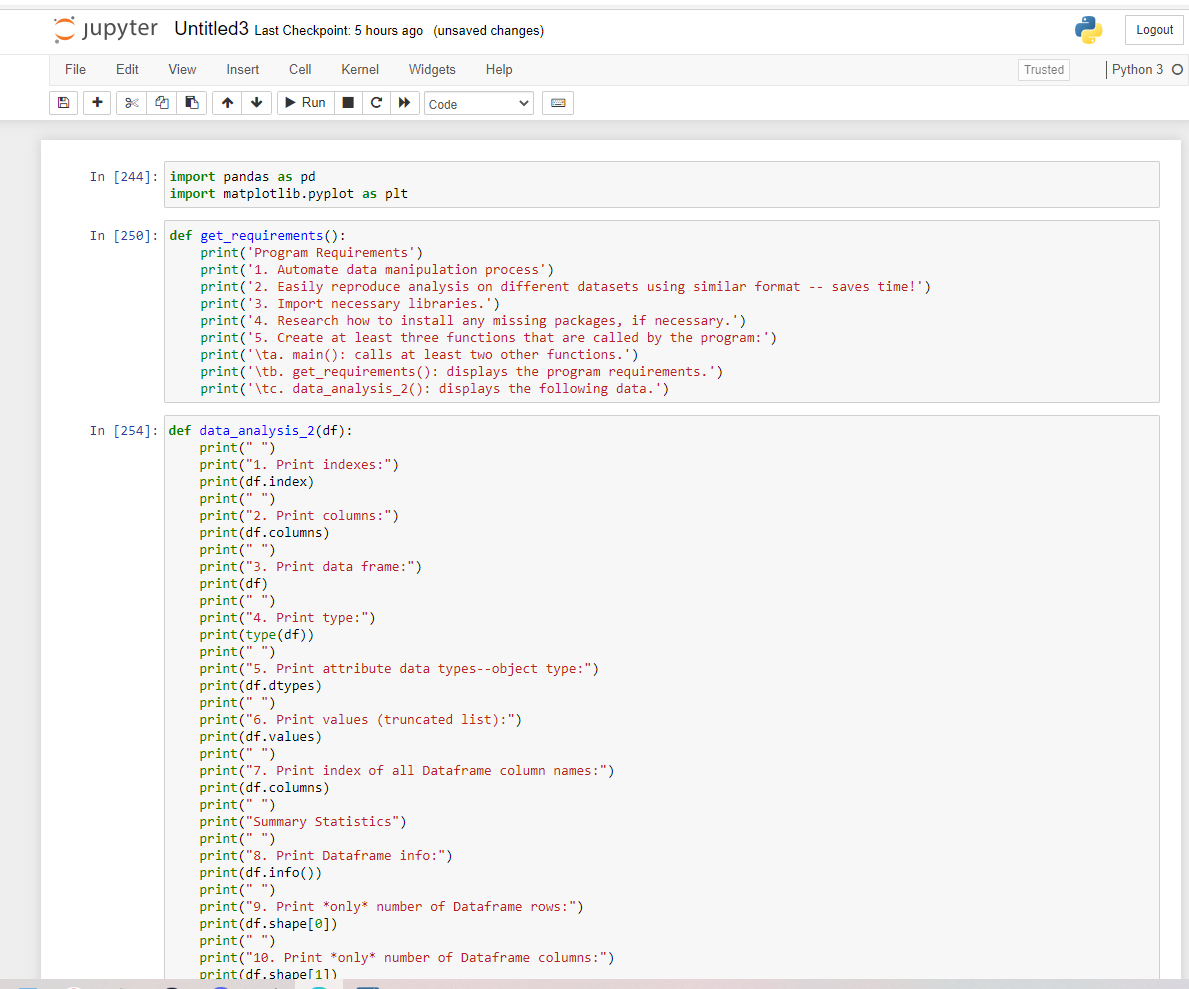 jupyter Untitled3 Last Checkpoint: 5 hours ago (unsaved changes) Logout
File Edit View Insert Cell Kernel Widgets Help Trusted Python 3
Run Code
In [244]: import pandas as pd
import matplotlib.pyplot as plt
In [250]: def get_requirements():
    print('Program Requirements')
    print('1. Automate data manipulation process')
    print('2. Easily reproduce analysis on different datasets using similar format -- saves time!')
    print('3. Import necessary libraries.')
    print('4. Research how to install any missing packages, if necessary.')
    print('5. Create at least three functions that are called by the program:')
    print('\ta. main(): calls at least two other functions.')
    print('\tb. get_requirements(): displays the program requirements.')
    print('\tc. data_analysis_2(): displays the following data.')
In [254]: def data_analysis_2(df):
    print(" ")
    print("1. Print indexes:")
    print(df.index)
    print(" ")
    print("2. Print columns:")
    print(df.columns)
    print(" ")
    print("3. Print data frame:")
    print(df)
    print(" ")
    print("4. Print type:")
    print(type(df))
    print(" ")
    print("5. Print attribute data types--object type:")
    print(df.dtypes)
    print(" ")
    print("6. Print values (truncated list):")
    print(df.values)
    print(" ")
    print("7. Print index of all Dataframe column names:")
    print(df.columns)
    print(" ")
    print("Summary Statistics")
    print(" ")
    print("8. Print Dataframe info:")
    print(df.info())
    print(" ")
    print("9. Print *only* number of Dataframe rows:")
    print(df.shape[0])
    print(" ")
    print("10. Print *only* number of Dataframe columns:")
    print(df.shape[1])